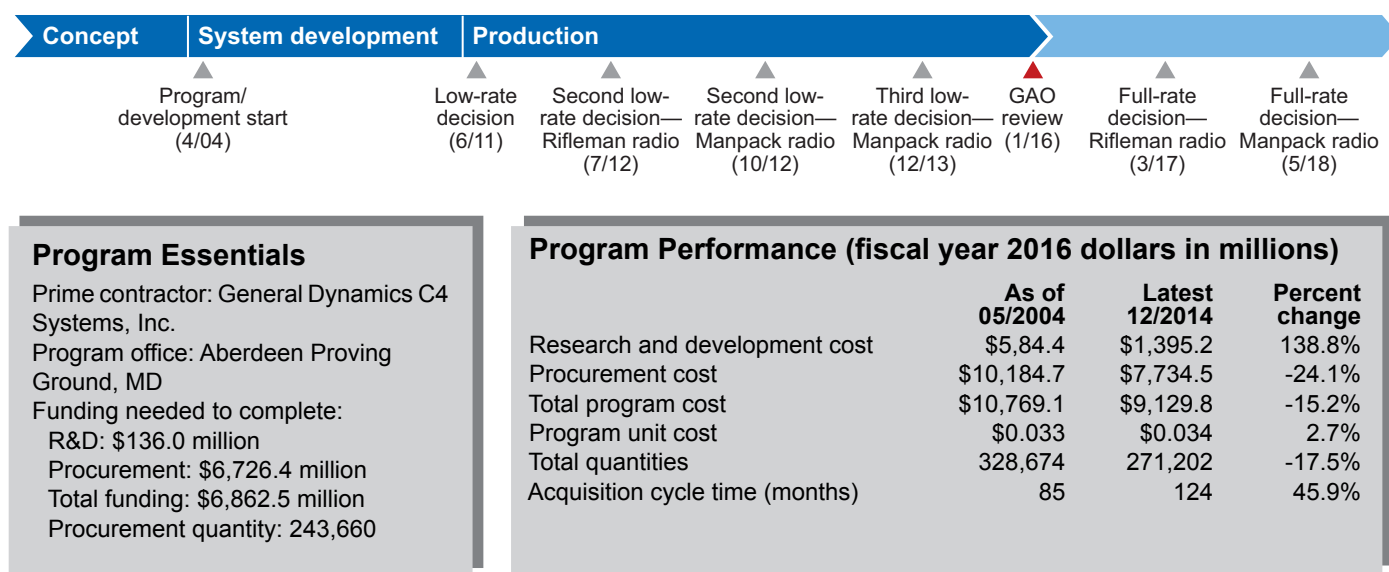 Concept
System development
Production
Program/
development start
(4/04)
Low-rate
decision
(6/11)
Second low-
rate decision—
Rifleman radio
(7/12)
Second low-
rate decision—
Manpack radio
(10/12)
Third low-
rate decision—
Manpack radio
(12/13)
GAO
review
(1/16)
Full-rate
decision—
Rifleman radio
(3/17)
Full-rate
decision—
Manpack radio
(5/18)
Program Essentials
Prime contractor: General Dynamics C4
Systems, Inc.
Program office: Aberdeen Proving
Ground, MD
Funding needed to complete:
R&D: $136.0 million
Procurement: $6,726.4 million
Total funding: $6,862.5 million
Procurement quantity: 243,660
Program Performance (fiscal year 2016 dollars in millions)
As of Latest Percent
05/2004 12/2014 change
Research and development cost $5,84.4 $1,395.2 138.8%
Procurement cost $10,184.7 $7,734.5 -24.1%
Total program cost $10,769.1 $9,129.8 -15.2%
Program unit cost $0.033 $0.034 2.7%
Total quantities 328,674 271,202 -17.5%
Acquisition cycle time (months) 85 124 45.9%